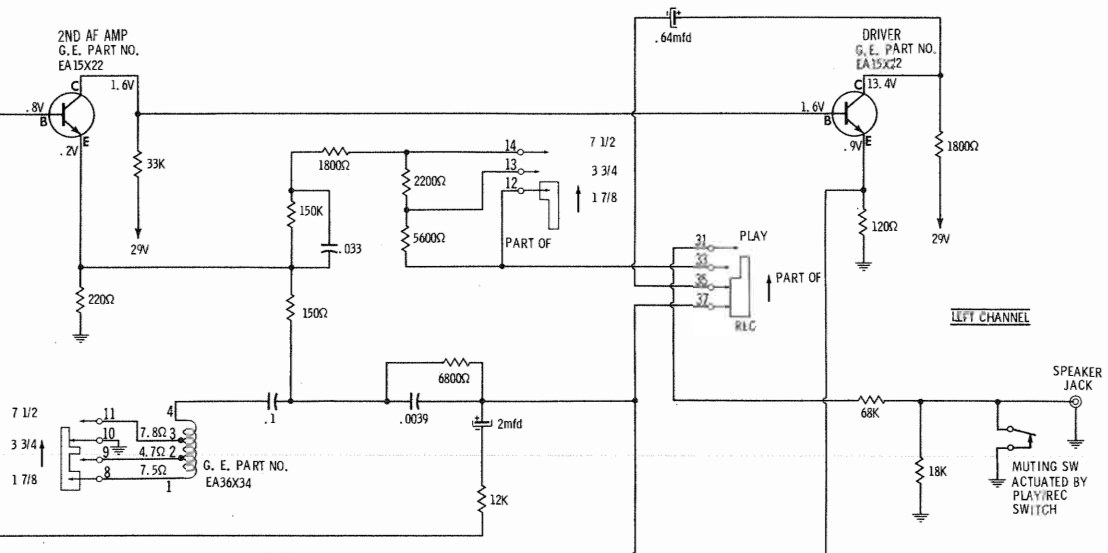 2ND AF AMP
G. E. PART NO.
EA15X22
C
1.6V
.8V
B
E
.2V
33K
29V
220Ω
1800Ω
150K
.033
150Ω
2200Ω
5600Ω
14
13
12
7 1/2
3 3/4
1 7/8
PART OF
.64mfd
DRIVER
G. E. PART NO.
EA15X22
C
13.4V
1.6V
B
E
.9V
1800Ω
120Ω
29V
31
33
35
37
PLAY
PART OF
REC
LEFT CHANNEL
SPEAKER
JACK
68K
18K
MUTING SW
ACTUATED BY
PLAY/REC
SWITCH
6800Ω
.0039
2mfd
12K
.1
4
7 1/2
3 3/4
1 7/8
11
10
9
8
7.8Ω 3
4.7Ω 2
7.5Ω
1
G. E. PART NO.
EA36X34